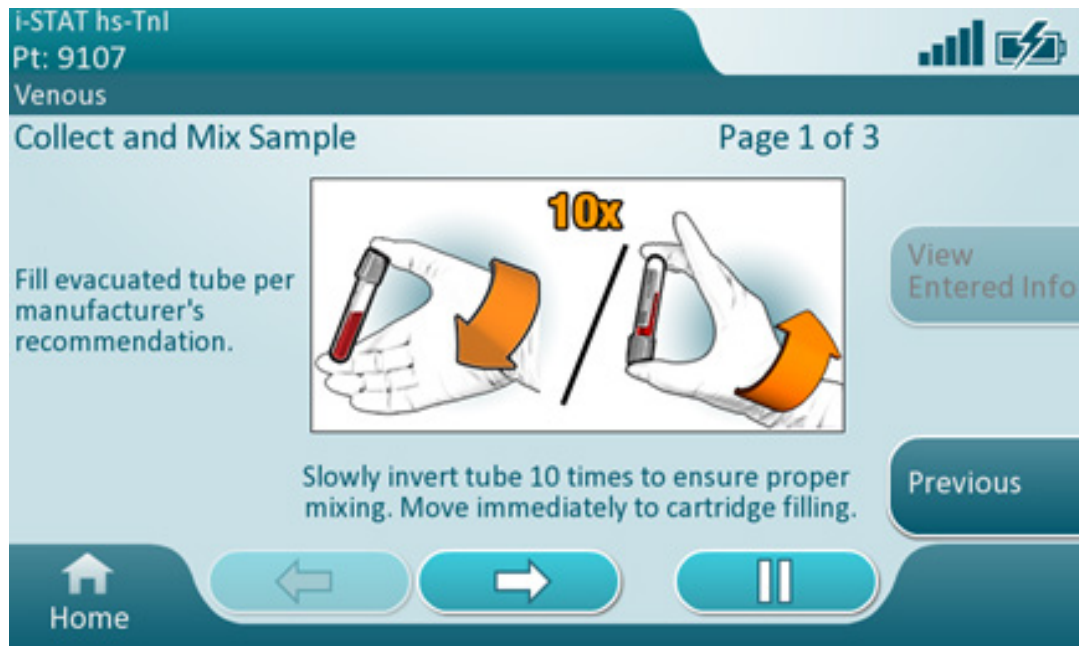 i-STAT hs-TnI
Pt: 9107
Venous
Collect and Mix Sample
Page 1 of 3
10x
Fill evacuated tube per
manufacturer's
recommendation.
View
Entered Info
Slowly invert tube 10 times to ensure proper
mixing. Move immediately to cartridge filling.
Previous
Home